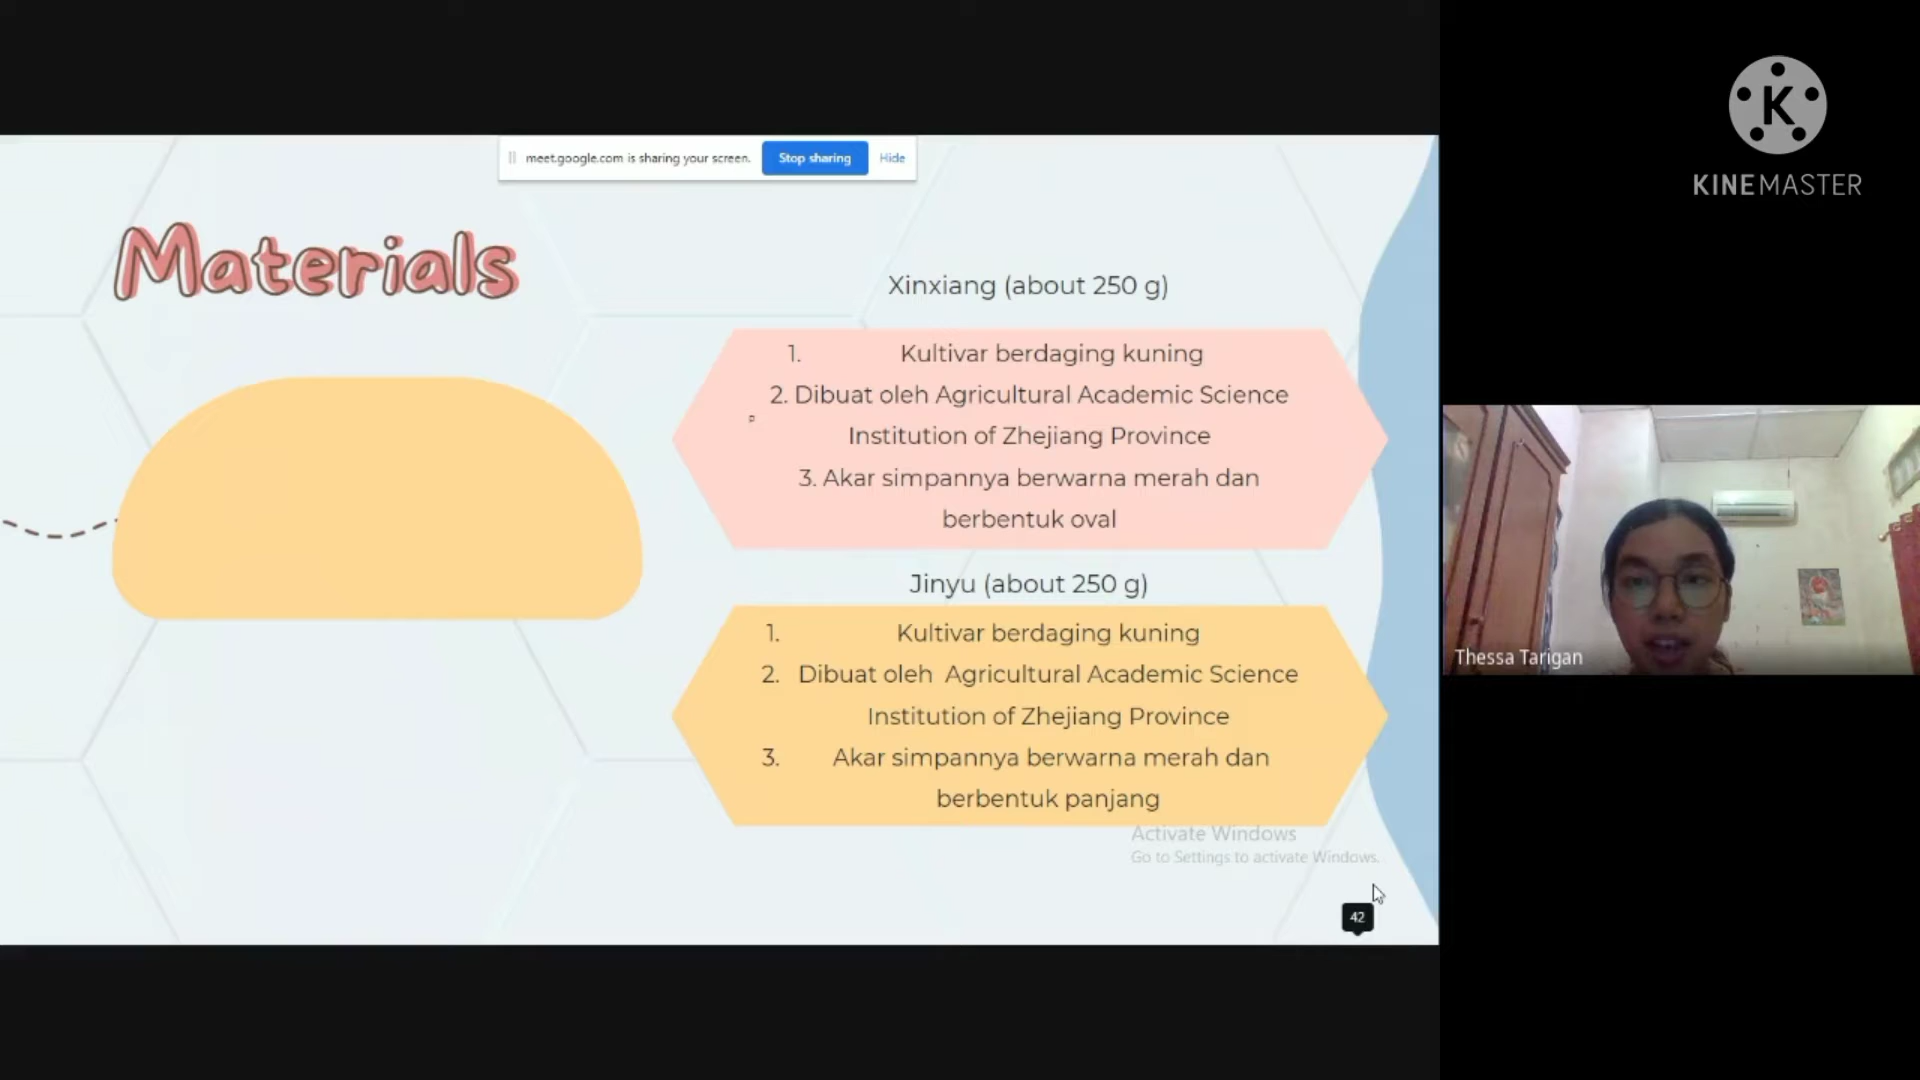 meet.google.com is sharing your screen.
Stop sharing
Hide
K
KINEMASTER
Materials
Xinxiang (about 250 g)
1. Kultivar berdaging kuning
2. Dibuat oleh Agricultural Academic Science
Institution of Zhejiang Province
3. Akar simpannya berwarna merah dan
berbentuk oval
Jinyu (about 250 g)
1. Kultivar berdaging kuning
2. Dibuat oleh Agricultural Academic Science
Institution of Zhejiang Province
3. Akar simpannya berwarna merah dan
berbentuk panjang
Activate Windows
Go to Settings to activate Windows.
42
Thessa Tarigan